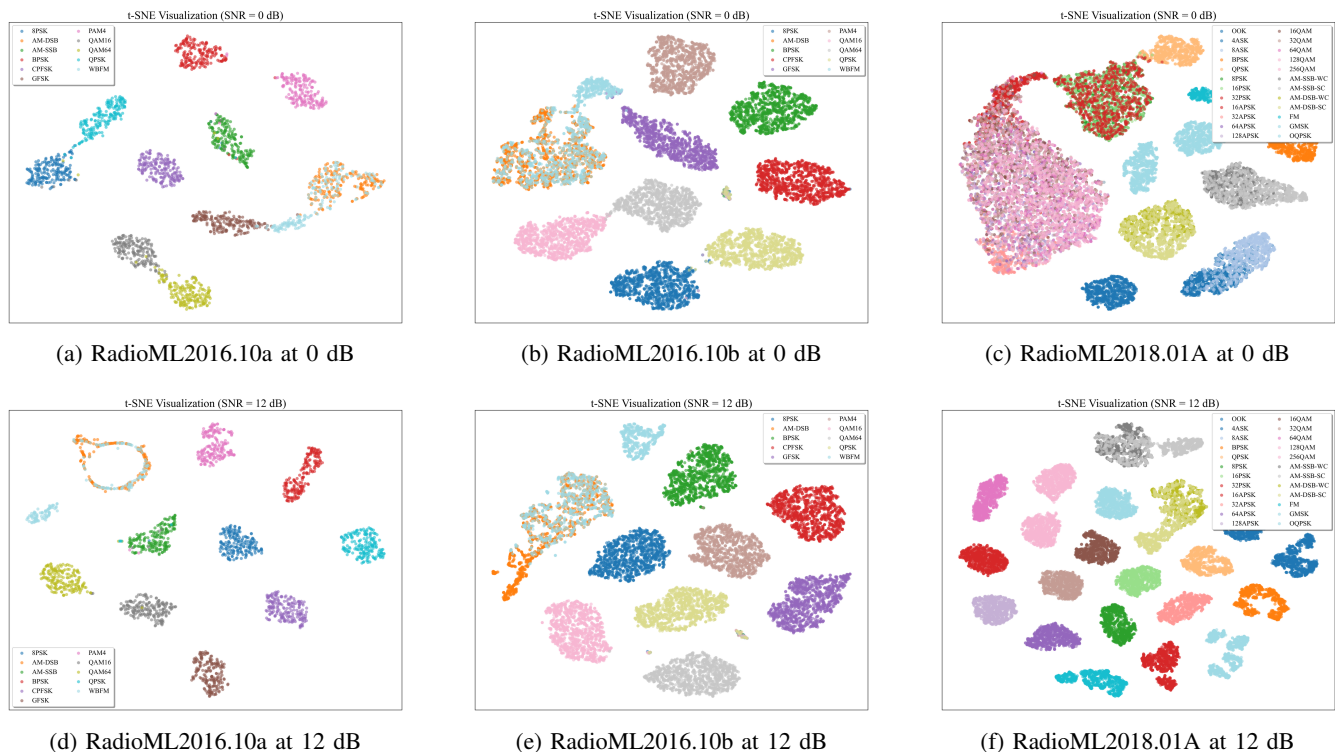 t-SNE Visualization (SNR = 0 dB)
8PSK PAM4
AM-DSB QAM16
AM-SSB QAM64
BPSK QPSK
CPFSK WBFM
GFSK
(a) RadioML2016.10a at 0 dB
t-SNE Visualization (SNR = 0 dB)
8PSK PAM4
AM-DSB QAM16
BPSK QAM64
CPFSK QPSK
GFSK WBFM
(b) RadioML2016.10b at 0 dB
t-SNE Visualization (SNR = 0 dB)
OOK 16QAM
4ASK 32QAM
8ASK 64QAM
BPSK 128QAM
QPSK 256QAM
8PSK AM-SSB-WC
16PSK AM-SSB-SC
32PSK AM-DSB-WC
16APSK AM-DSB-SC
32APSK FM
64APSK GMSK
128APSK OQPSK
(c) RadioML2018.01A at 0 dB
t-SNE Visualization (SNR = 12 dB)
8PSK PAM4
AM-DSB QAM16
AM-SSB QAM64
BPSK QPSK
CPFSK WBFM
GFSK
(d) RadioML2016.10a at 12 dB
t-SNE Visualization (SNR = 12 dB)
8PSK PAM4
AM-DSB QAM16
BPSK QAM64
CPFSK QPSK
GFSK WBFM
(e) RadioML2016.10b at 12 dB
t-SNE Visualization (SNR = 12 dB)
OOK 16QAM
4ASK 32QAM
8ASK 64QAM
BPSK 128QAM
QPSK 256QAM
8PSK AM-SSB-WC
16PSK AM-SSB-SC
32PSK AM-DSB-WC
16APSK AM-DSB-SC
32APSK FM
64APSK GMSK
128APSK OQPSK
(f) RadioML2018.01A at 12 dB